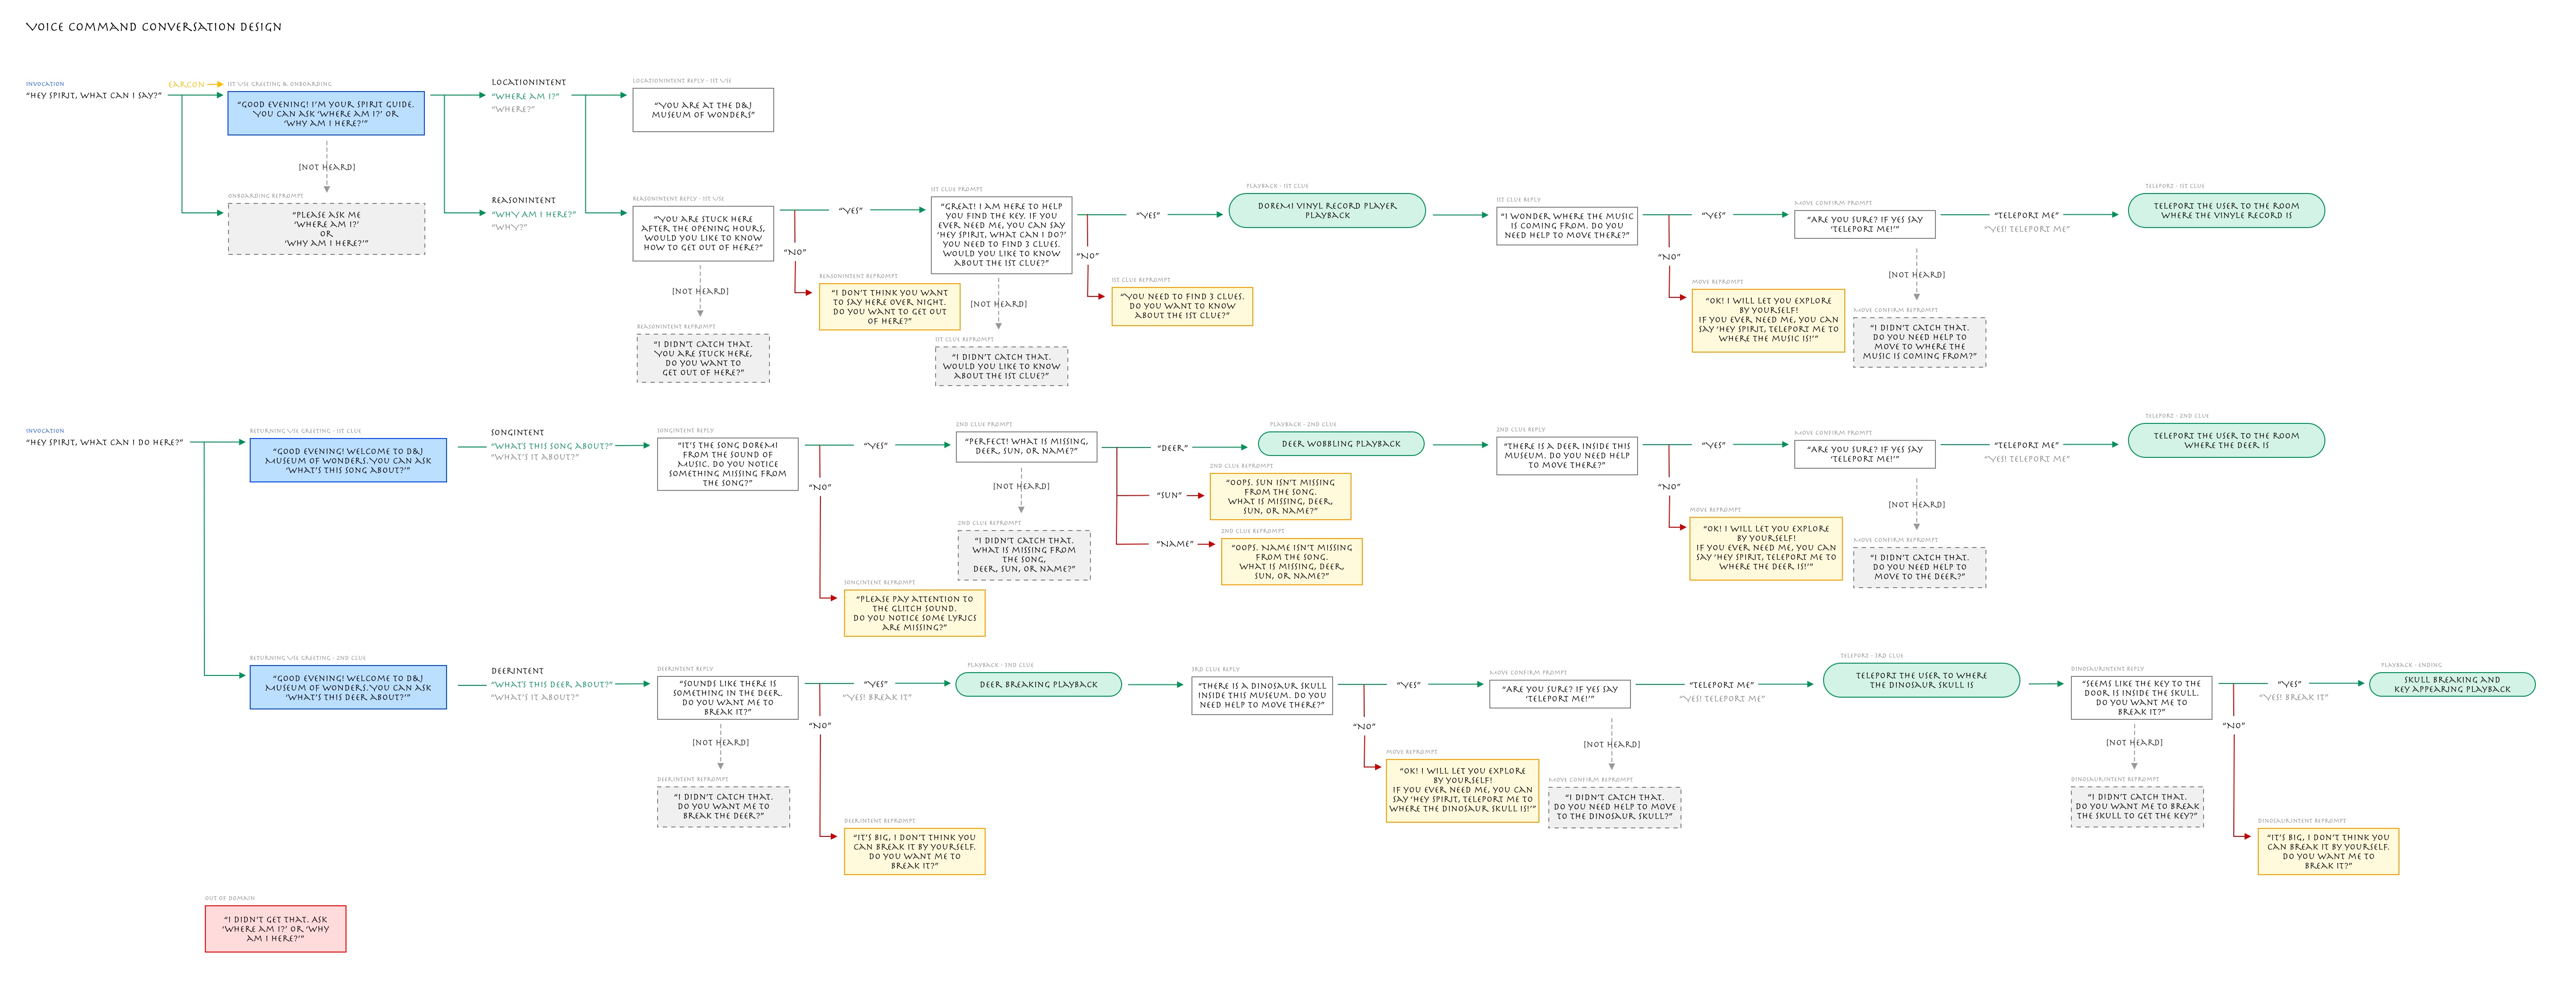 Voice command conversation design
Invocation
"Hey Spirit, what can I say?"
Earcon
1st use greeting & onboarding
"Good evening! I'm your spirit guide.
You can ask 'Where am I?' or
'Why am I here?'"
[Not heard]
Onboarding reprompt
"Please ask me
'Where am I?'
or
'Why am I here?'"
LocationIntent
"Where am I?"
"Where?"
LocationIntent reply - 1st use
"You are at the D&J
Museum of Wonders"
ReasonIntent
"Why am I here?"
"Why?"
ReasonIntent reply - 1st use
"You are stuck here
after the opening hours,
would you like to know
how to get out of here?"
[Not heard]
ReasonIntent reprompt
"I didn't catch that.
You are stuck here,
do you want to
get out of here?"
"Yes"
"No"
ReasonIntent reprompt
"I don't think you want
to say here over night.
Do you want to get out
of here?"
1st clue prompt
"Great! I am here to help
you find the key. If you
ever need me, you can say
'Hey Spirit, what can I do?'
You need to find 3 clues.
Would you like to know
about the 1st clue?"
[Not heard]
1st clue reprompt
"I didn't catch that.
Would you like to know
about the 1st clue?"
"Yes"
"No"
1st clue reprompt
"You need to find 3 clues.
Do you want to know
about the 1st clue?"
Playback - 1st clue
DoReMi vinyl record player
playback
1st clue reply
"I wonder where the music
is coming from. Do you
need help to move there?"
"Yes"
"No"
Move reprompt
"OK! I will let you explore
by yourself!
If you ever need me, you can
say 'Hey Spirit, teleport me to
where the music is!'"
Move confirm prompt
"Are you sure? If yes say
'Teleport me!'"
[Not heard]
Move confirm reprompt
"I didn't catch that.
Do you need help to
move to where the
music is coming from?"
"Teleport me"
"Yes! Teleport me"
Teleport - 1st clue
Teleport the user to the room
where the vinyle record is
Invocation
"Hey Spirit, what can I do here?"
Returning use greeting - 1st clue
"Good evening! Welcome to D&J
Museum of Wonders. You can ask
'What's this song about?'"
SongIntent
"What's this song about?"
"What's it about?"
SongIntent reply
"It's the song DoReMi
from the Sound of
Music. Do you notice
something missing from
the song?"
"Yes"
"No"
SongIntent reprompt
"Please pay attention to
the glitch sound.
Do you notice some lyrics
are missing?"
2nd clue prompt
"Perfect! What is missing,
deer, sun, or name?"
[Not heard]
2nd clue reprompt
"I didn't catch that.
What is missing from
the song,
deer, sun, or name?"
"Deer"
"Sun"
"Name"
Playback - 2nd clue
Deer wobbling playback
2nd clue reprompt
"Oops. Sun isn't missing
from the song.
What is missing, deer,
sun, or name?"
2nd clue reprompt
"Oops. Name isn't missing
from the song.
What is missing, deer,
sun, or name?"
2nd clue reply
"There is a deer inside this
museum. Do you need help
to move there?"
"Yes"
"No"
Move reprompt
"OK! I will let you explore
by yourself!
If you ever need me, you can
say 'Hey Spirit, teleport me to
where the deer is!'"
Move confirm prompt
"Are you sure? If yes say
'Teleport me!'"
[Not heard]
Move confirm reprompt
"I didn't catch that.
Do you need help to
move to the deer?"
"Teleport me"
"Yes! Teleport me"
Teleport - 2nd clue
Teleport the user to the room
where the deer is
Returning use greeting - 2nd clue
"Good evening! Welcome to D&J
Museum of Wonders. You can ask
'What's this deer about?'"
DeerIntent
"What's this deer about?"
"What's it about?"
DeerIntent reply
"Sounds like there is
something in the deer.
Do you want me to
break it?"
[Not heard]
DeerIntent reprompt
"I didn't catch that.
Do you want me to
break the deer?"
"Yes"
"Yes! Break it"
"No"
DeerIntent reprompt
"It's big, I don't think you
can break it by yourself.
Do you want me to
break it?"
Playback - 3nd clue
Deer breaking playback
3rd clue reply
"There is a dinosaur skull
inside this museum. Do you
need help to move there?"
"Yes"
"No"
Move reprompt
"OK! I will let you explore
by yourself!
If you ever need me, you can
say 'Hey Spirit, teleport me to
where the dinosaur skull is!'"
Move confirm prompt
"Are you sure? If yes say
'Teleport me!'"
[Not heard]
Move confirm reprompt
"I didn't catch that.
Do you need help to move
to the dinosaur skull?"
"Teleport me"
"Yes! Teleport me"
Teleport - 3rd clue
Teleport the user to where
the dinosaur skull is
DinosaurIntent reply
"Seems like the key to the
door is inside the skull.
Do you want me to
break it?"
[Not heard]
DinosaurIntent reprompt
"I didn't catch that.
Do you want me to break
the skull to get the key?"
"Yes"
"Yes! Break it"
"No"
DinosaurIntent reprompt
"It's big, I don't think you
can break it by yourself.
Do you want me to
break it?"
Playback - Ending
Skull breaking and
key appearing playback
Out of domain
"I didn't get that. Ask
'Where am I?' or 'Why
am I here?'"